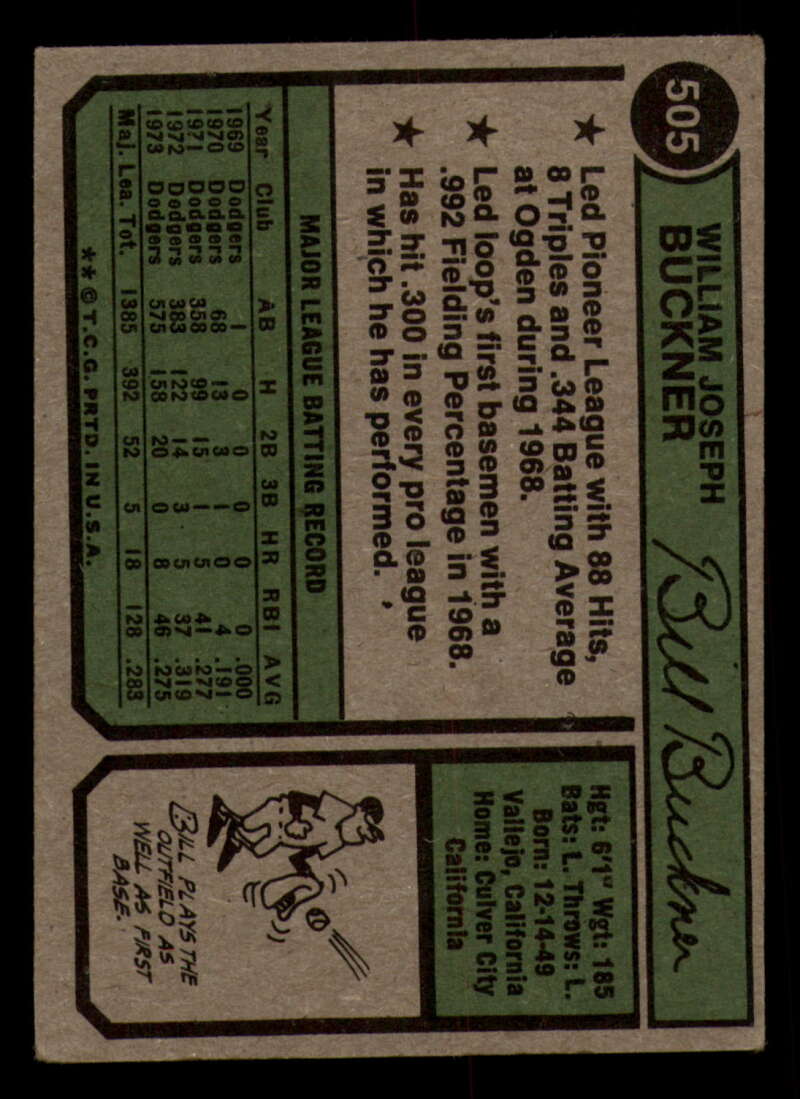 505
WILLIAM JOSEPH
BUCKNER
Bill Buckner
★ Led Pioneer League with 88 Hits,
8 Triples and .344 Batting Average
at Ogden during 1968.
★ Led loop's first basemen with a
.992 Fielding Percentage in 1968.
★ Has hit .300 in every pro league
in which he has performed.
MAJOR LEAGUE BATTING RECORD
Year Club AB H 2B 3B HR RBI AVG
1969 Dodgers 1 0 0 0 0 0 .000
1970 Dodgers 68 13 3 1 0 4 .191
1971 Dodgers 358 99 15 1 5 41 .277
1972 Dodgers 383 122 14 3 5 37 .319
1973 Dodgers 575 158 20 0 8 46 .275
Maj. Lea. Tot. 1385 392 52 5 18 128 .283
**©T.C.G. PRTD. IN U.S.A.
Hgt: 6'1" Wgt: 185
Bats: L. Throws: L.
Born: 12-14-49
Vallejo, California
Home: Culver City
California
BILL PLAYS THE
OUTFIELD AS
WELL AS FIRST
BASE.